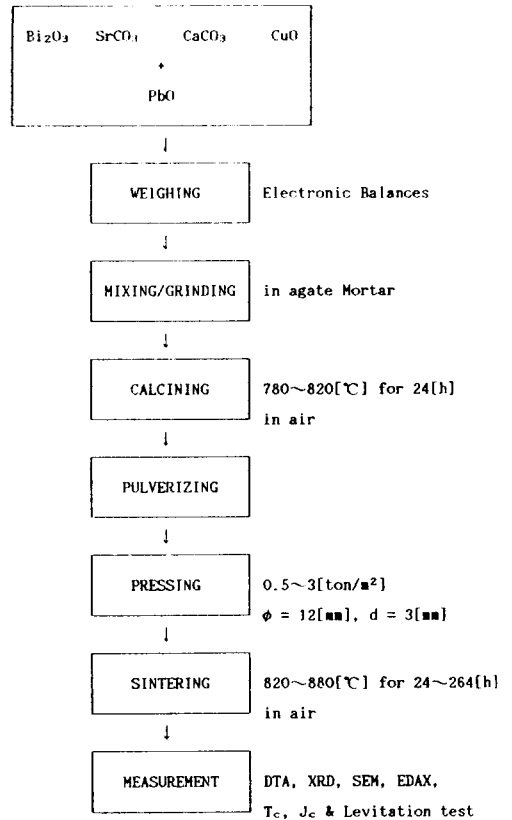 Bi₂O₃ SrCO₃ CaCO₃ CuO
+
PbO
↓
WEIGHING Electronic Balances
↓
MIXING/GRINDING in agate Mortar
↓
CALCINING 780~820[℃] for 24[h]
in air
↓
PULVERIZING
↓
PRESSING 0.5~3[ton/m²]
ϕ = 12[mm], d = 3[mm]
↓
SINTERING 820~880[℃] for 24~264[h]
in air
↓
MEASUREMENT DTA, XRD, SEM, EDAX,
T_c, J_c & Levitation test